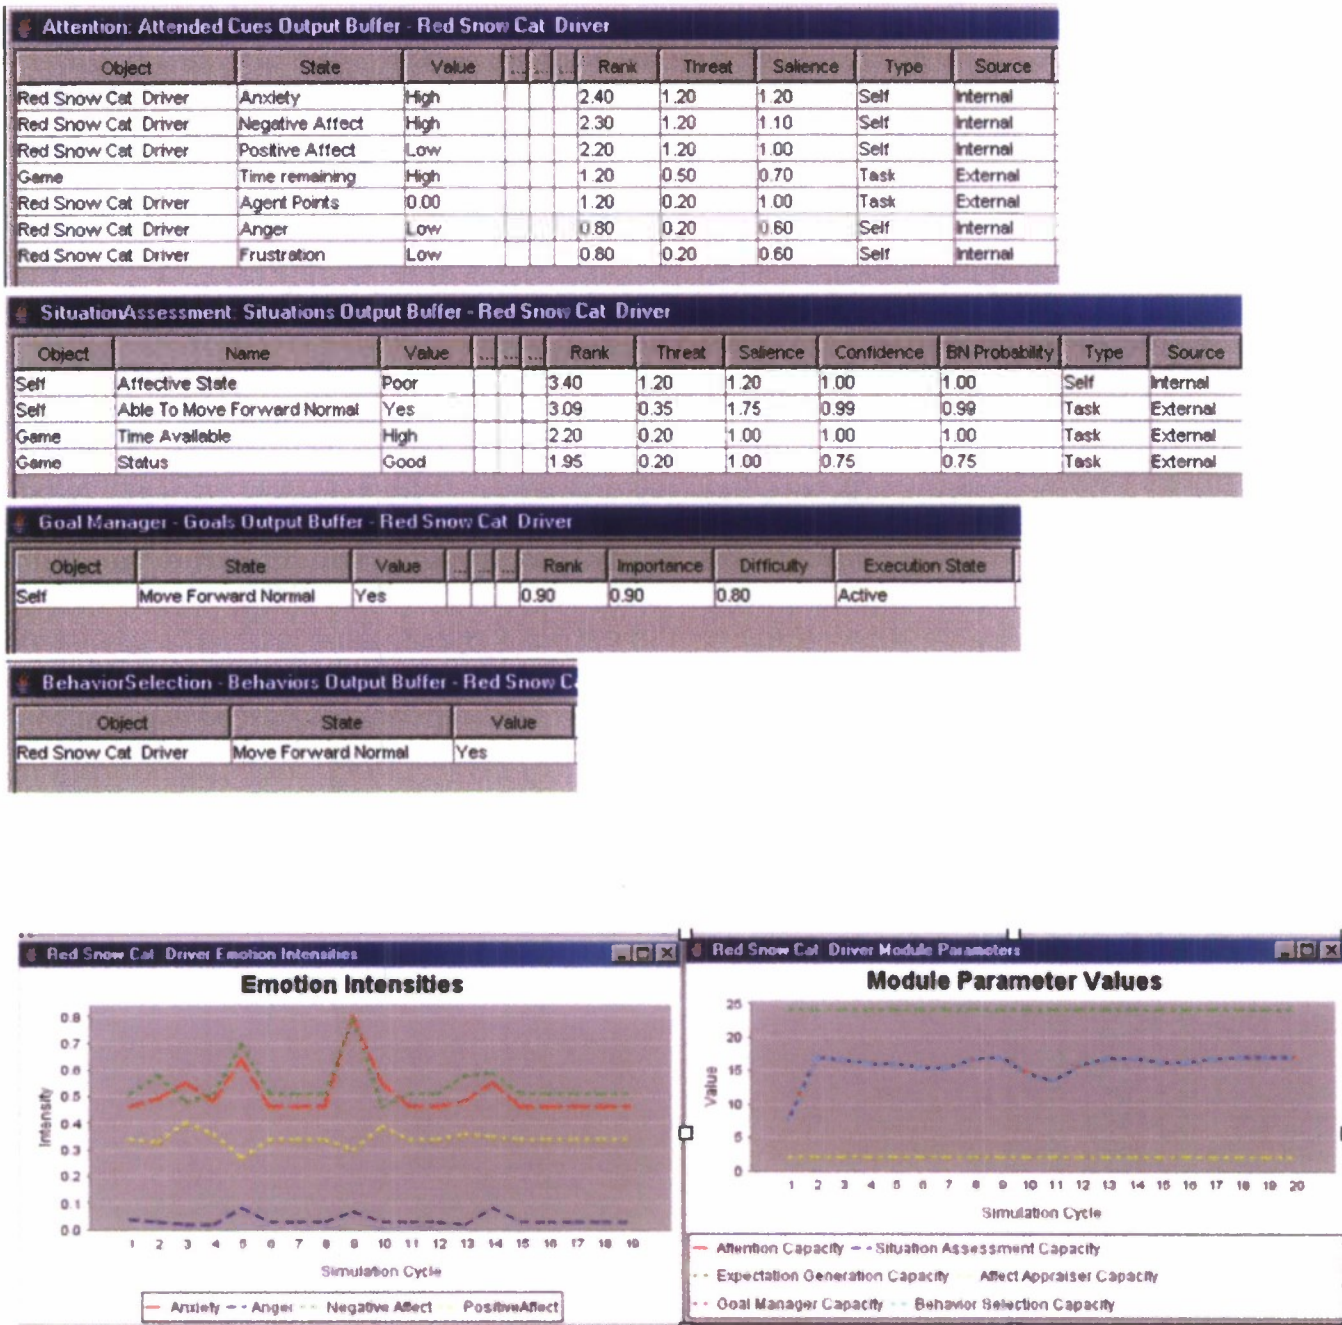 Attention: Attended Cues Output Buffer - Red Snow Cat Driver
Object State Value ... ... ... Rank Threat Salience Type Source
Red Snow Cat Driver Anxiety High 2.40 1.20 1.20 Self Internal
Red Snow Cat Driver Negative Affect High 2.30 1.20 1.10 Self Internal
Red Snow Cat Driver Positive Affect Low 2.20 1.20 1.00 Self Internal
Game Time remaining High 1.20 0.50 0.70 Task External
Red Snow Cat Driver Agent Points 0.00 1.20 0.20 1.00 Task External
Red Snow Cat Driver Anger Low 0.80 0.20 0.60 Self Internal
Red Snow Cat Driver Frustration Low 0.80 0.20 0.60 Self Internal
SituationAssessment: Situations Output Buffer - Red Snow Cat Driver
Object Name Value ... ... ... Rank Threat Salience Confidence BN Probability Type Source
Self Affective State Poor 3.40 1.20 1.20 1.00 1.00 Self Internal
Self Able To Move Forward Normal Yes 3.09 0.35 1.75 0.99 0.99 Task External
Game Time Available High 2.20 0.20 1.00 1.00 1.00 Task External
Game Status Good 1.95 0.20 1.00 0.75 0.75 Task External
Goal Manager - Goals Output Buffer - Red Snow Cat Driver
Object State Value ... ... ... Rank Importance Difficulty Execution State
Self Move Forward Normal Yes 0.90 0.90 0.80 Active
BehaviorSelection - Behaviors Output Buffer - Red Snow Ca
Object State Value
Red Snow Cat Driver Move Forward Normal Yes
Red Snow Cat Driver Emotion Intensities
Emotion Intensities
0.8
0.7
0.6
0.5
0.4
0.3
0.2
0.1
0.0
Intensity
1 2 3 4 5 6 7 8 9 10 11 12 13 14 15 16 17 18 19
Simulation Cycle
Anxiety Anger Negative Affect PositiveAffect
Red Snow Cat Driver Module Parameters
Module Parameter Values
25
20
15
10
5
0
Value
1 2 3 4 5 6 7 8 9 10 11 12 13 14 15 16 17 18 19 20
Simulation Cycle
Attention Capacity Situation Assessment Capacity
Expectation Generation Capacity Affect Appraiser Capacity
Goal Manager Capacity Behavior Selection Capacity